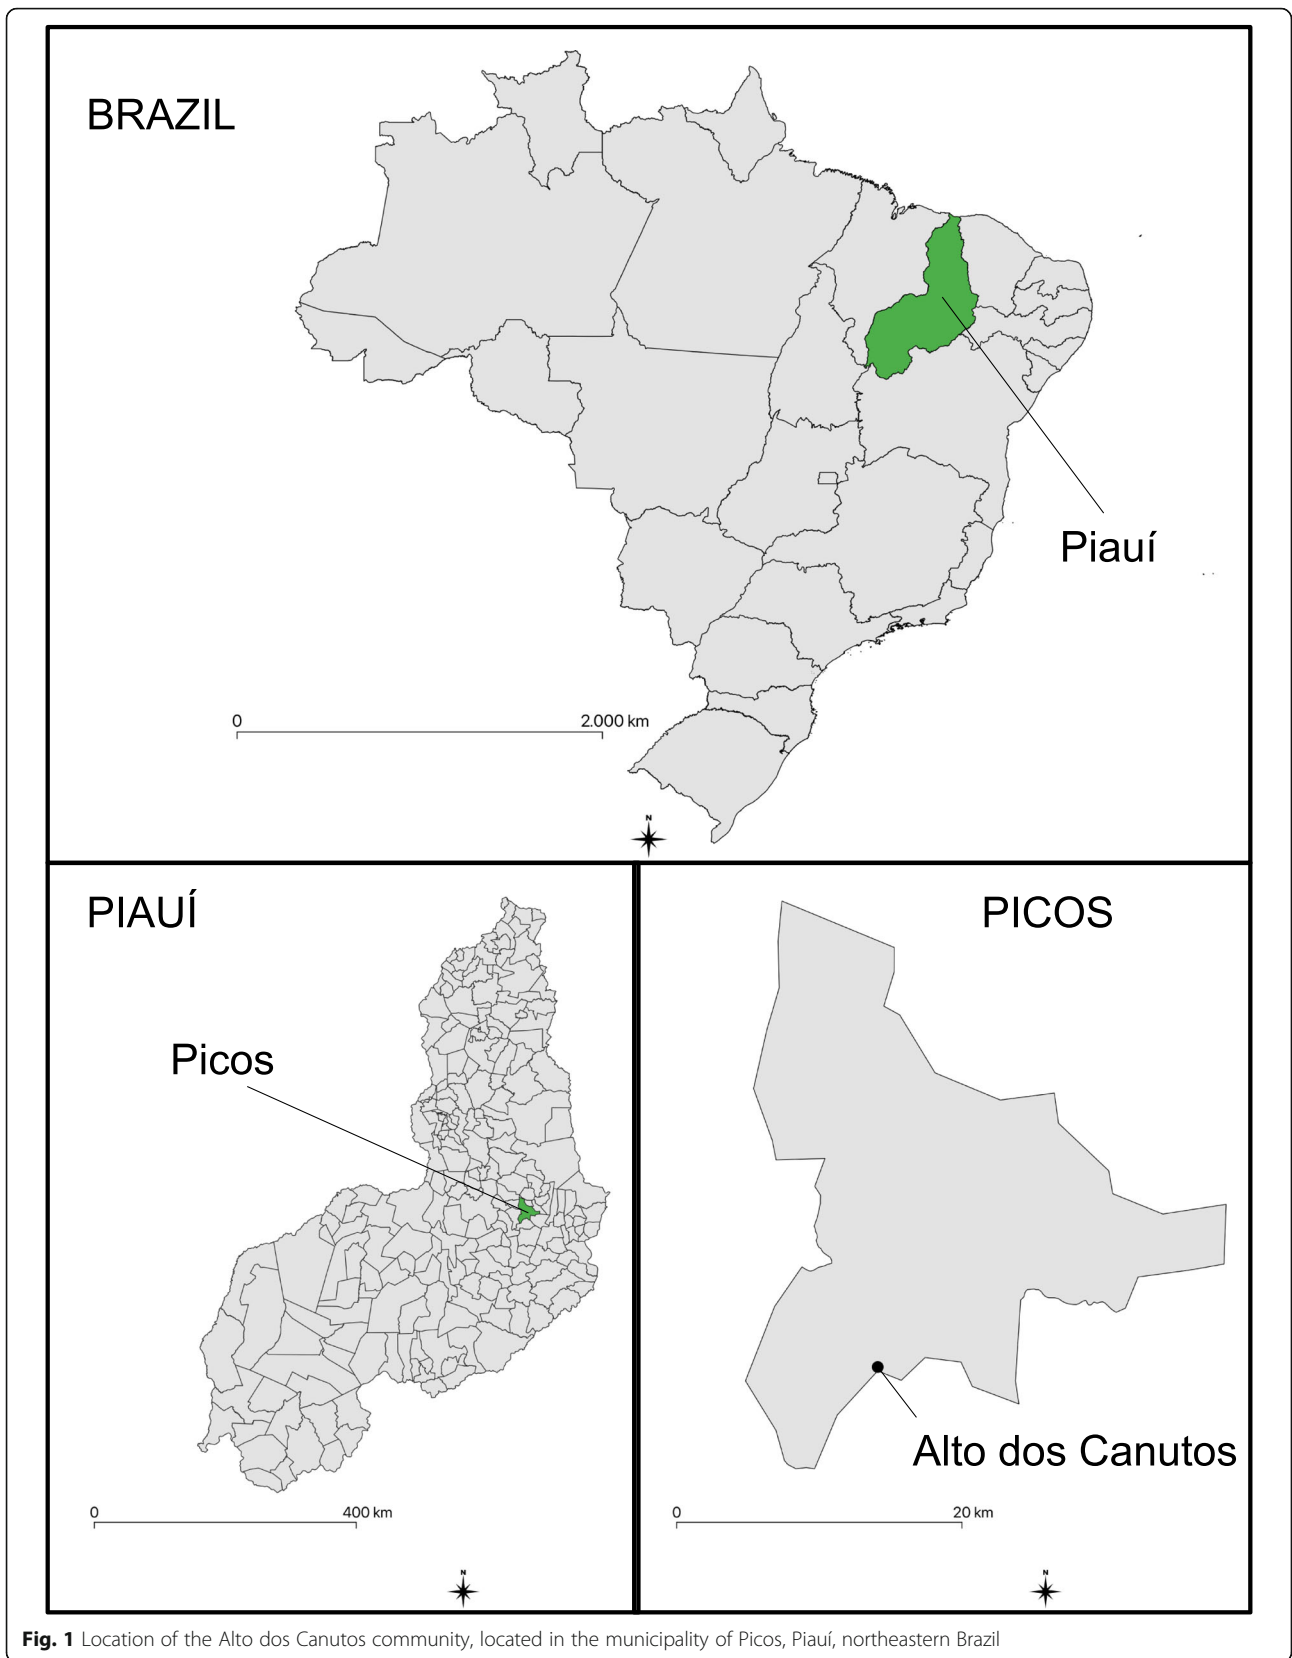 BRAZIL
Piauí
0 2.000 km
N
PIAUÍ
Picos
0 400 km
N
PICOS
Alto dos Canutos
0 20 km
N
Fig. 1 Location of the Alto dos Canutos community, located in the municipality of Picos, Piauí, northeastern Brazil